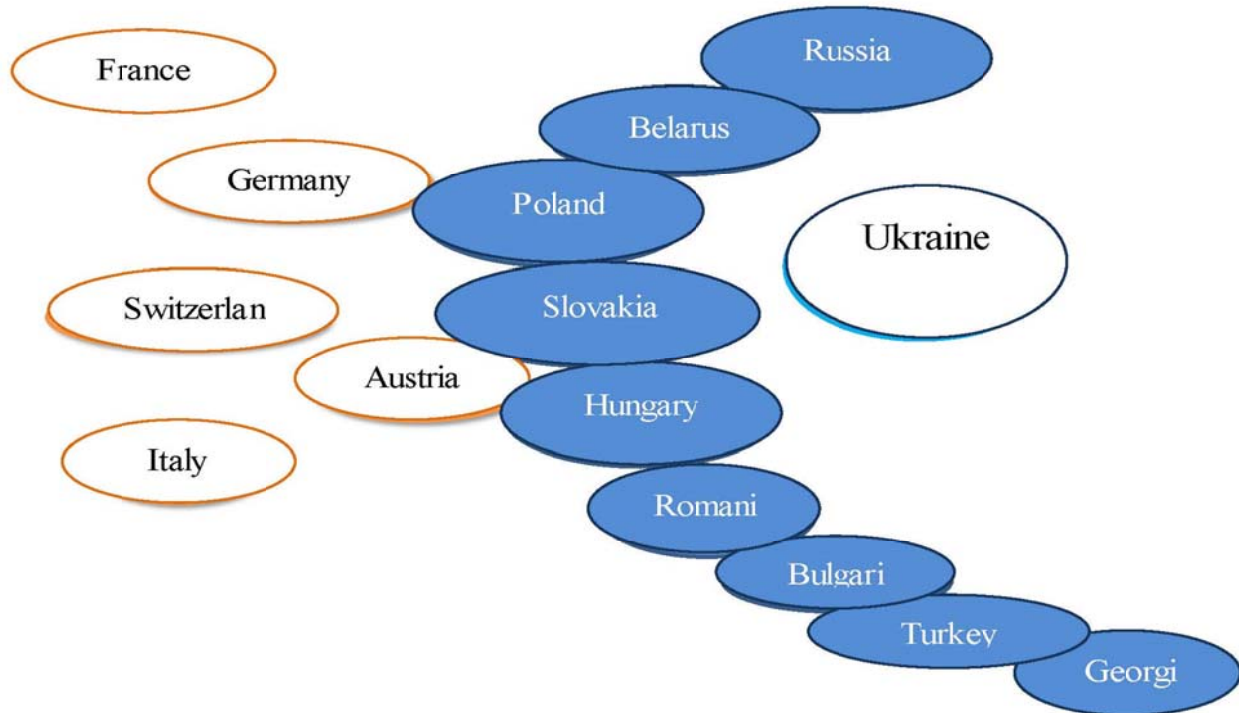 Russia
France
Belarus
Germany
Poland
Ukraine
Switzerlan
Slovakia
Austria
Hungary
Italy
Romani
Bulgari
Turkey
Georgi